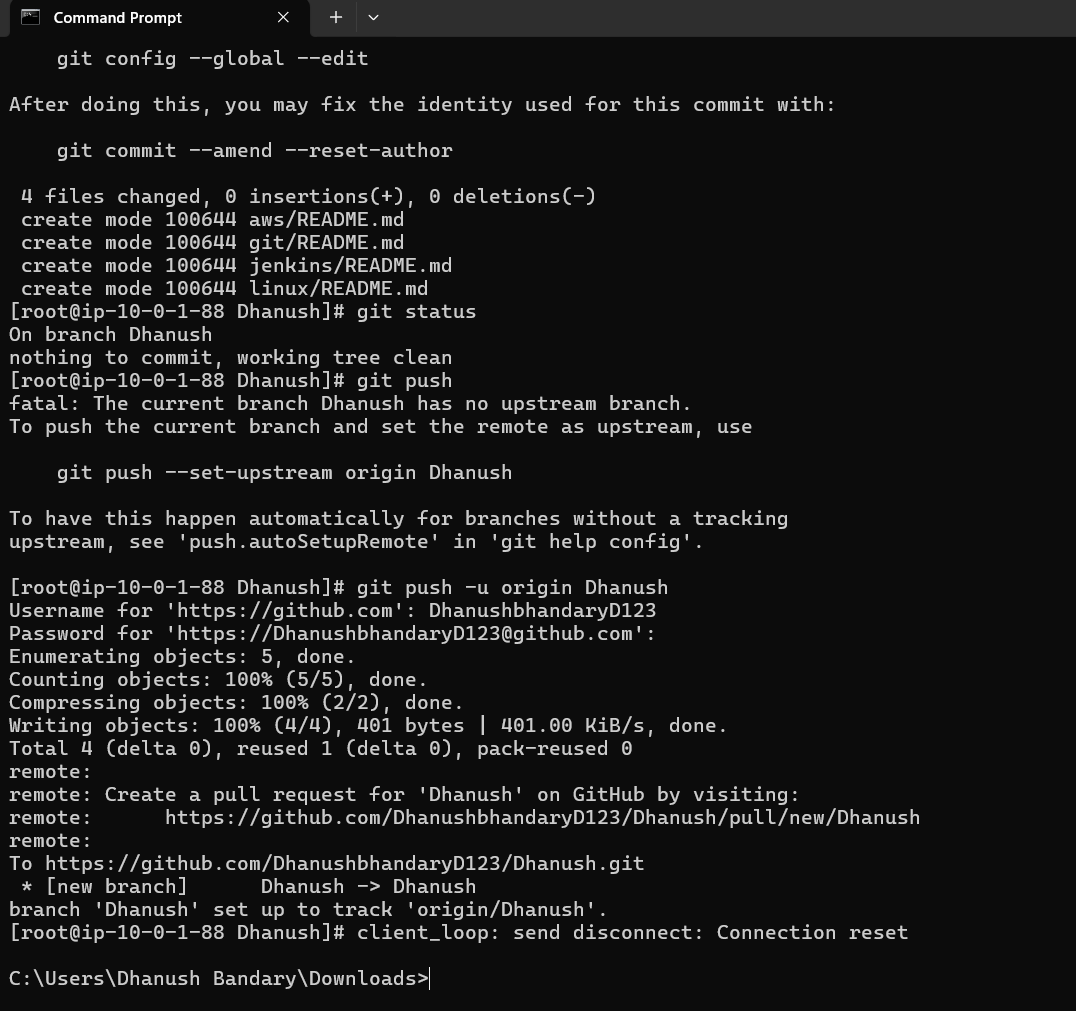 Command Prompt
git config --global --edit
After doing this, you may fix the identity used for this commit with:
git commit --amend --reset-author
4 files changed, 0 insertions(+), 0 deletions(-)
create mode 100644 aws/README.md
create mode 100644 git/README.md
create mode 100644 jenkins/README.md
create mode 100644 linux/README.md
[root@ip-10-0-1-88 Dhanush]# git status
On branch Dhanush
nothing to commit, working tree clean
[root@ip-10-0-1-88 Dhanush]# git push
fatal: The current branch Dhanush has no upstream branch.
To push the current branch and set the remote as upstream, use
git push --set-upstream origin Dhanush
To have this happen automatically for branches without a tracking
upstream, see 'push.autoSetupRemote' in 'git help config'.
[root@ip-10-0-1-88 Dhanush]# git push -u origin Dhanush
Username for 'https://github.com': DhanushbhandaryD123
Password for 'https://DhanushbhandaryD123@github.com':
Enumerating objects: 5, done.
Counting objects: 100% (5/5), done.
Compressing objects: 100% (2/2), done.
Writing objects: 100% (4/4), 401 bytes | 401.00 KiB/s, done.
Total 4 (delta 0), reused 1 (delta 0), pack-reused 0
remote:
remote: Create a pull request for 'Dhanush' on GitHub by visiting:
remote:      https://github.com/DhanushbhandaryD123/Dhanush/pull/new/Dhanush
remote:
To https://github.com/DhanushbhandaryD123/Dhanush.git
* [new branch]      Dhanush -> Dhanush
branch 'Dhanush' set up to track 'origin/Dhanush'.
[root@ip-10-0-1-88 Dhanush]# client_loop: send disconnect: Connection reset
C:\Users\Dhanush Bandary\Downloads>